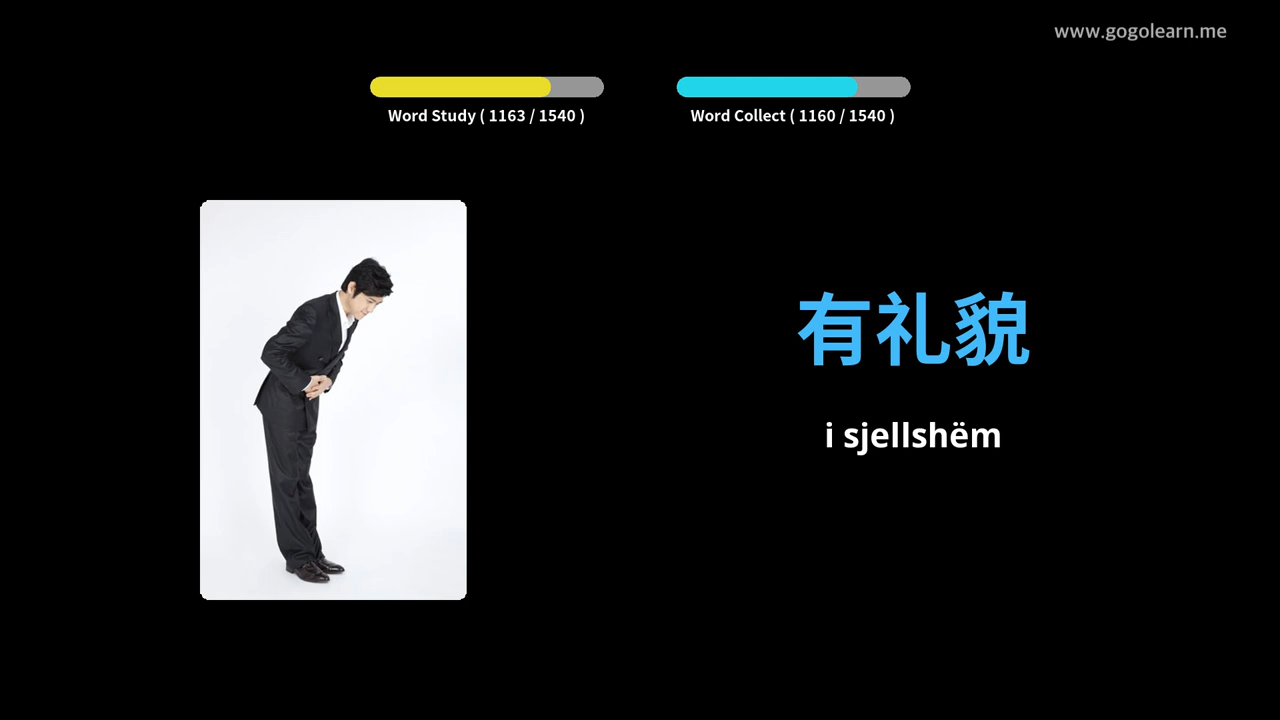 www.gogolearn.me
Word Study ( 1163 / 1540 )
Word Collect ( 1160 / 1540 )
有礼貌
i sjellshëm